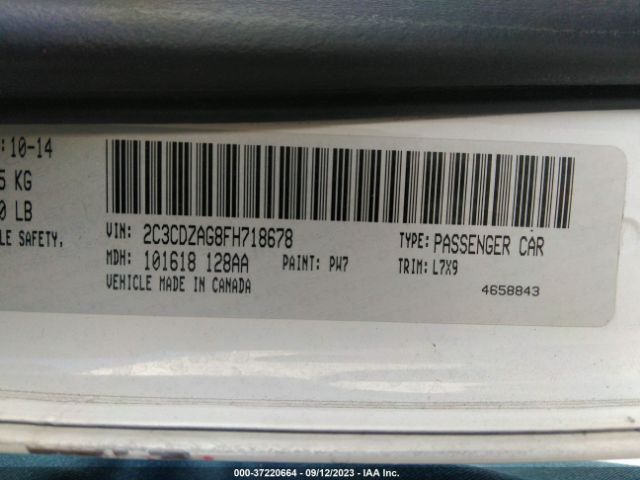 : 10-14
5 KG
0 LB
LE SAFETY,
VIN: 2C3CDZAG8FH718678
TYPE: PASSENGER CAR
MDH: 101618 128AA
PAINT: PW7
TRIM: L7X9
VEHICLE MADE IN CANADA
4658843
000-37220664 - 09/12/2023 - IAA Inc.